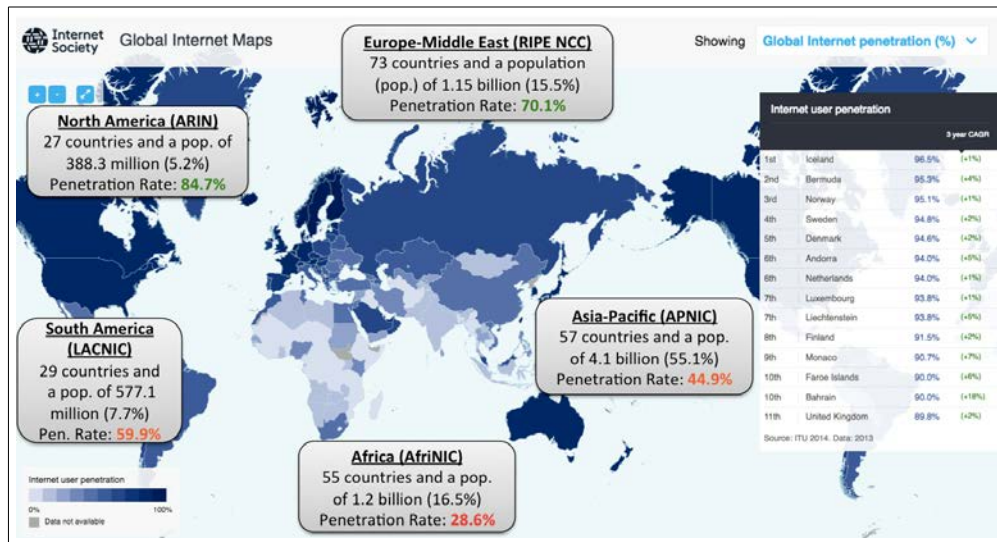 Internet
Society
Global Internet Maps
Showing
Global Internet penetration (%)
Europe-Middle East (RIPE NCC)
73 countries and a population
(pop.) of 1.15 billion (15.5%)
Penetration Rate: 70.1%
North America (ARIN)
27 countries and a pop. of
388.3 million (5.2%)
Penetration Rate: 84.7%
South America
(LACNIC)
29 countries and
a pop. of 577.1
million (7.7%)
Pen. Rate: 59.9%
Asia-Pacific (APNIC)
57 countries and a pop.
of 4.1 billion (55.1%)
Penetration Rate: 44.9%
Africa (AfriNIC)
55 countries and a pop.
of 1.2 billion (16.5%)
Penetration Rate: 28.6%
Internet user penetration
0% 100%
Data not available
Internet user penetration
3 year CAGR
1st Iceland 96.5% (+1%)
2nd Bermuda 95.3% (+4%)
3rd Norway 95.1% (+1%)
4th Sweden 94.8% (+2%)
5th Denmark 94.6% (+2%)
6th Andorra 94.0% (+5%)
6th Netherlands 94.0% (+1%)
7th Luxembourg 93.8% (+1%)
7th Liechtenstein 93.8% (+5%)
8th Finland 91.5% (+2%)
9th Monaco 90.7% (+7%)
10th Faroe Islands 90.0% (+6%)
10th Bahrain 90.0% (+18%)
11th United Kingdom 89.8% (+2%)
Source: ITU 2014. Data: 2013